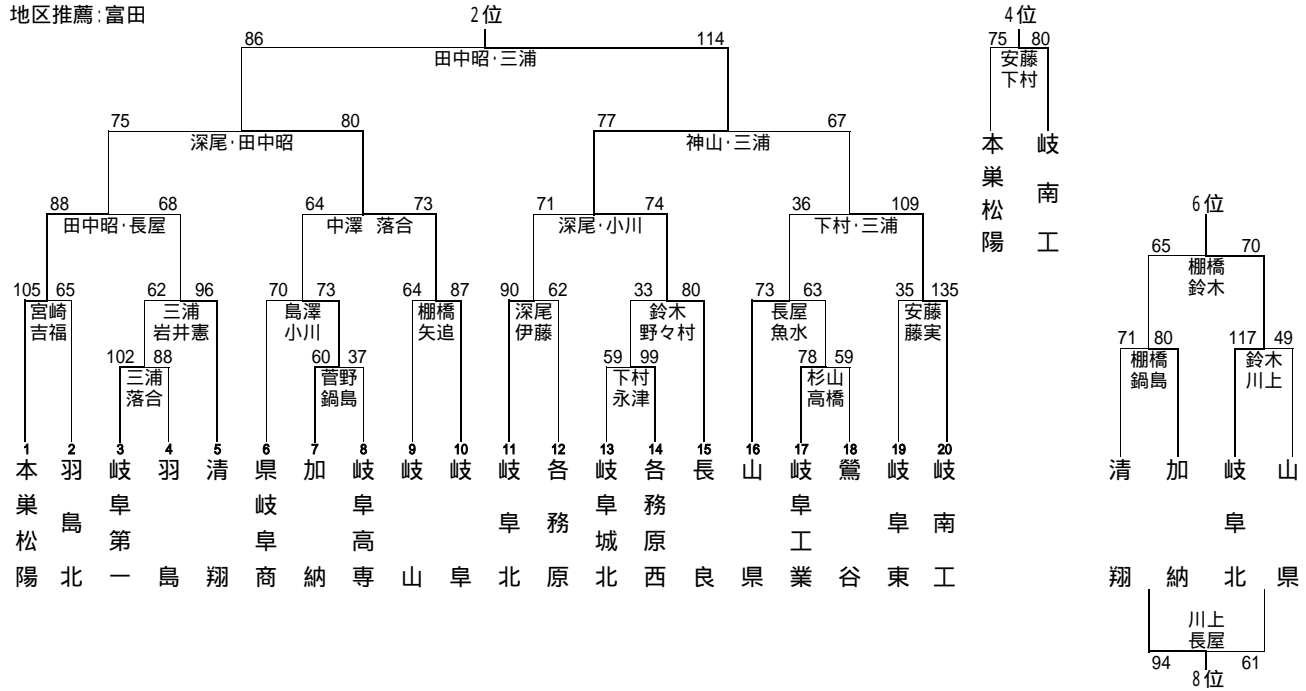 地区推薦:富田
2位
4位
86 114
75 80
田中昭・三浦
安藤
下村
75 80
77 67
深尾・田中昭
神山・三浦
本巣松陽
岐南工
88 68
64 73
71 74
36 109
6位
田中昭・長屋
中澤 落合
深尾・小川
下村・三浦
65 70
棚橋
鈴木
105 65
62 96
70 73
64 87
90 62
33 80
73 63
35 135
宮崎
吉福
三浦
岩井憲
島澤
小川
棚橋
矢追
深尾
伊藤
鈴木
野々村
長屋
魚水
安藤
藤実
71 80
117 49
棚橋
鍋島
鈴木
川上
102 88
60 37
59 99
78 59
三浦
落合
菅野
鍋島
下村
永津
杉山
高橋
1 2 3 4 5 6 7 8 9 10 11 12 13 14 15 16 17 18 19 20
本巣松陽
羽島北
岐阜第一
羽島
清翔
県岐阜商
加納
岐阜高専
岐山
岐阜
岐阜北
各務原
岐阜城北
各務原西
長良
山県
岐阜工業
鶯谷
岐阜東
岐南工
清翔
加納
岐阜北
山県
川上
長屋
94 61
8位